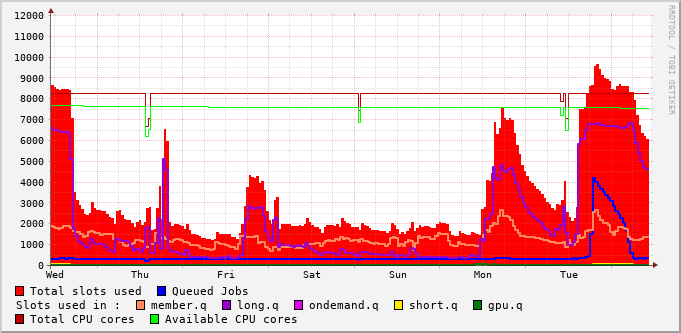 12000
11000
10000
9000
8000
7000
6000
5000
4000
3000
2000
1000
0
Wed Thu Fri Sat Sun Mon Tue
RRDTOOL / TOBI OETIKER
Total slots used Queued Jobs
Slots used in : member.q long.q ondemand.q short.q gpu.q
Total CPU cores Available CPU cores